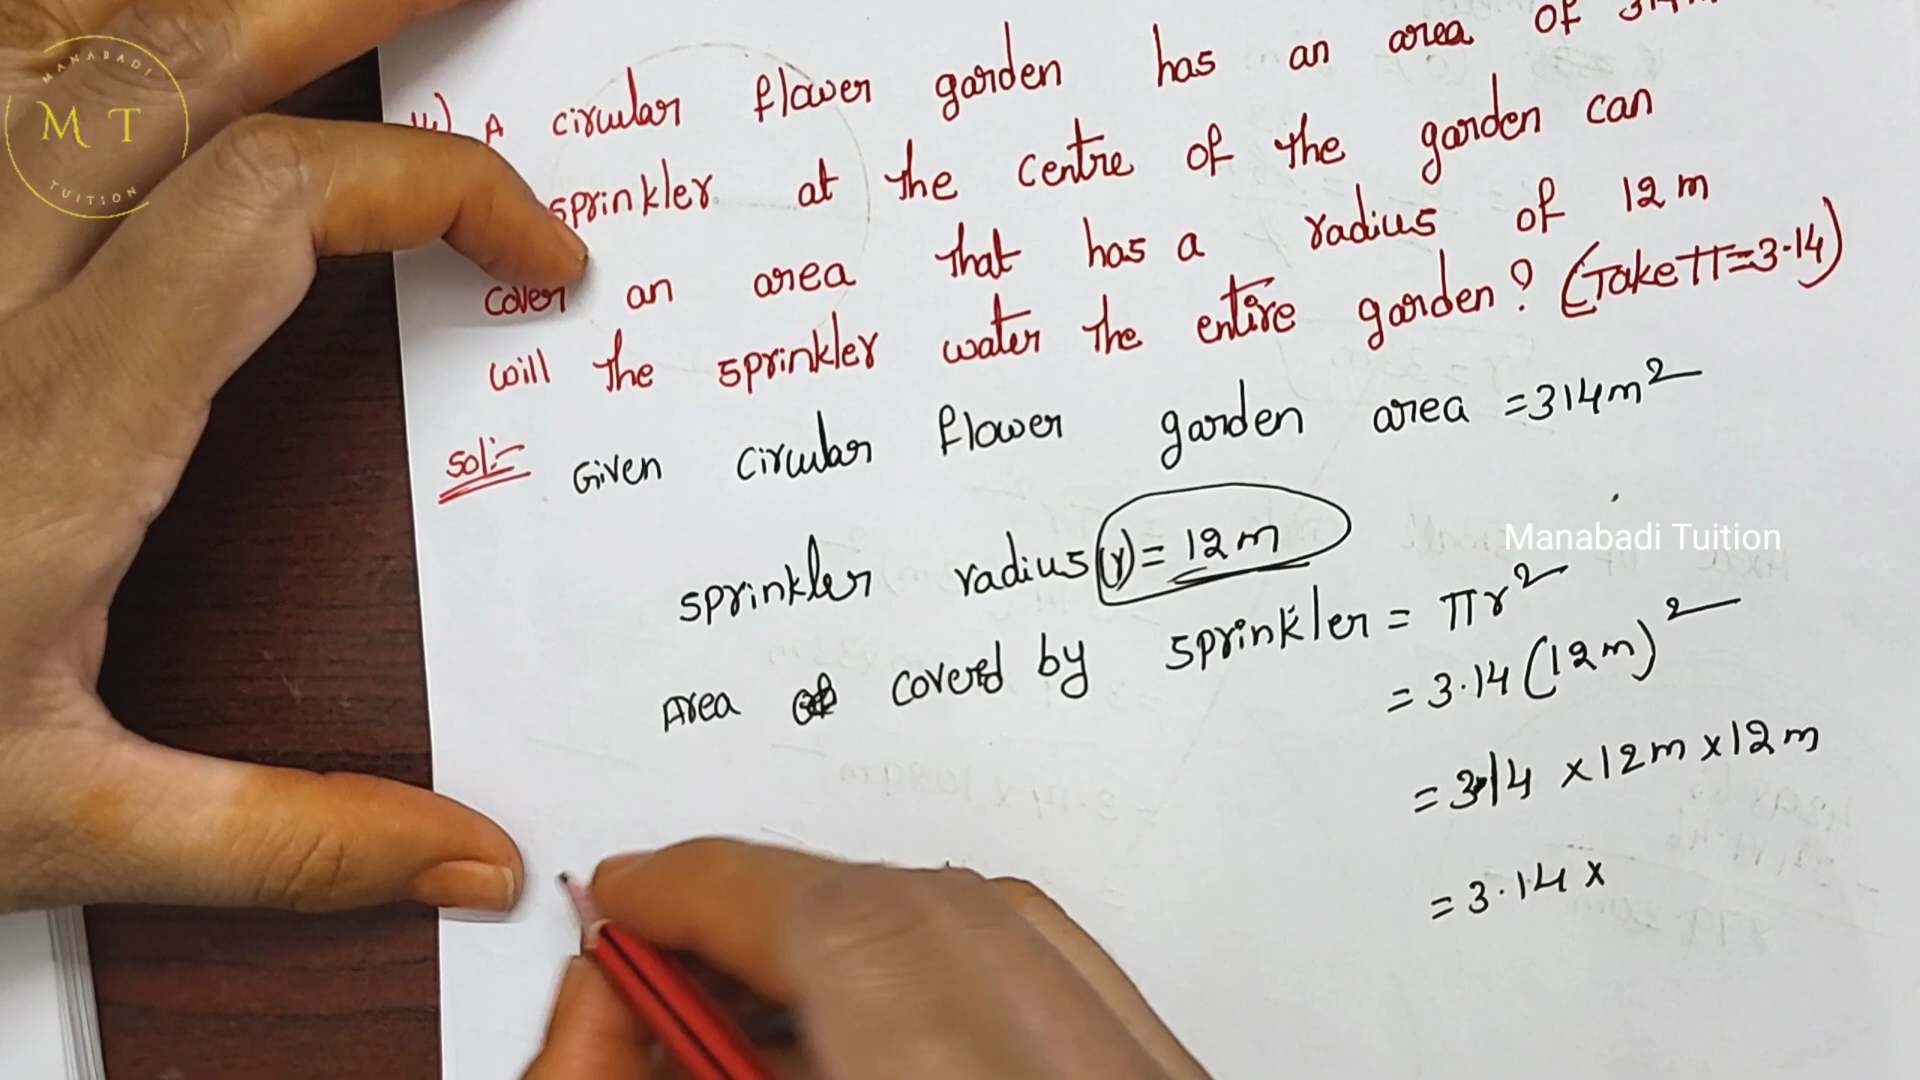 MANABADI
M T
TUITION
A circular flower garden has an area of 314m
sprinkler at the centre of the garden can
cover an area that has a radius of 12m
will the sprinkler water the entire garden? (Take π=3.14)
Sol:- Given circular flower garden area =314m²
sprinkler radius(r)= 12m
Manabadi Tuition
Area covered by sprinkler = πr²
= 3.14 (12m)²
= 3.14 ×12m ×12m
= 3.14 ×